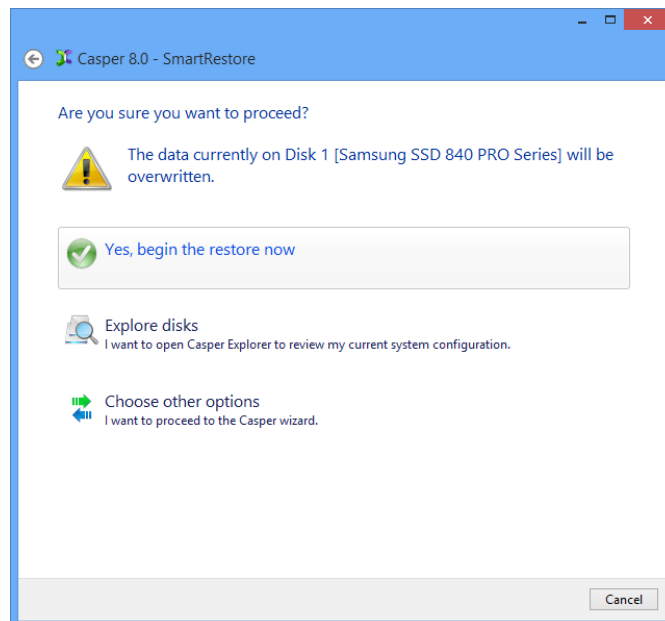 Casper 8.0 - SmartRestore
Are you sure you want to proceed?
The data currently on Disk 1 [Samsung SSD 840 PRO Series] will be
overwritten.
Yes, begin the restore now
Explore disks
I want to open Casper Explorer to review my current system configuration.
Choose other options
I want to proceed to the Casper wizard.
Cancel